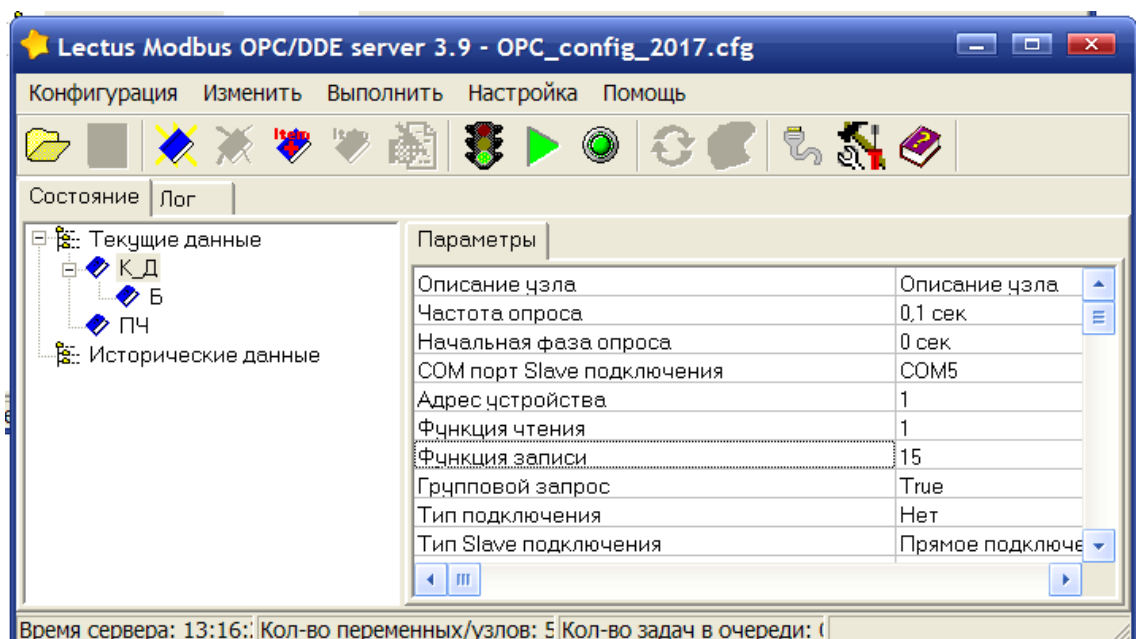 Lectus Modbus OPC/DDE server 3.9 - OPC_config_2017.cfg
Конфигурация Изменить Выполнить Настройка Помощь
Item Item
Состояние Лог
Текущие данные
К_Д
Б
ПЧ
Исторические данные
Параметры
Описание узла Описание узла
Частота опроса 0,1 сек
Начальная фаза опроса 0 сек
COM порт Slave подключения COM5
Адрес устройства 1
Функция чтения 1
Функция записи 15
Групповой запрос True
Тип подключения Нет
Тип Slave подключения Прямое подключе
Время сервера: 13:16: Кол-во переменных/узлов: 5 Кол-во задач в очереди: